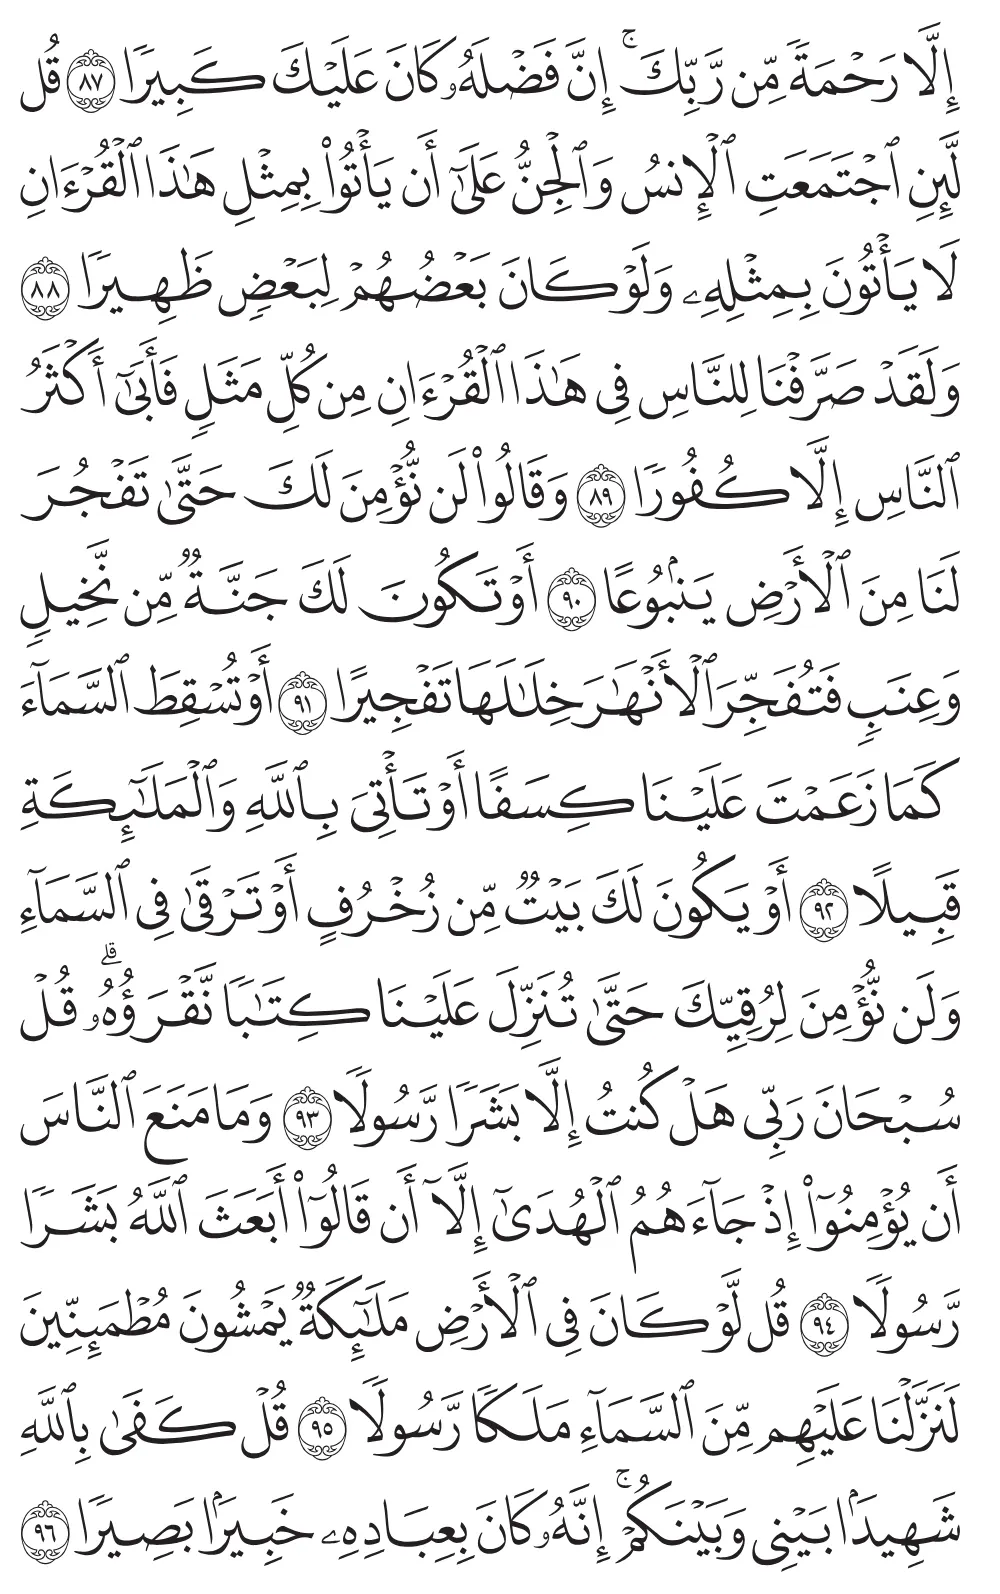 إِلَّا رَحْمَةً مِّن رَّبِّكَ ۚ إِنَّ فَضْلَهُۥ كَانَ عَلَيْكَ كَبِيرًا ٨٧ قُل
لَّئِنِ ٱجْتَمَعَتِ ٱلْإِنسُ وَٱلْجِنُّ عَلَىٰٓ أَن يَأْتُوا۟ بِمِثْلِ هَٰذَا ٱلْقُرْءَانِ
لَا يَأْتُونَ بِمِثْلِهِۦ وَلَوْ كَانَ بَعْضُهُمْ لِبَعْضٍ ظَهِيرًا ٨٨
وَلَقَدْ صَرَّفْنَا لِلنَّاسِ فِى هَٰذَا ٱلْقُرْءَانِ مِن كُلِّ مَثَلٍ فَأَبَىٰٓ أَكْثَرُ
ٱلنَّاسِ إِلَّا كُفُورًا ٨٩ وَقَالُوا۟ لَن نُّؤْمِنَ لَكَ حَتَّىٰ تَفْجُرَ
لَنَا مِنَ ٱلْأَرْضِ يَنۢبُوعًا ٩٠ أَوْ تَكُونَ لَكَ جَنَّةٌ مِّن نَّخِيلٍ
وَعِنَبٍ فَتُفَجِّرَ ٱلْأَنْهَٰرَ خِلَٰلَهَا تَفْجِيرًا ٩١ أَوْ تُسْقِطَ ٱلسَّمَآءَ
كَمَا زَعَمْتَ عَلَيْنَا كِسَفًا أَوْ تَأْتِىَ بِٱللَّهِ وَٱلْمَلَٰٓئِكَةِ
قَبِيلًا ٩٢ أَوْ يَكُونَ لَكَ بَيْتٌ مِّن زُخْرُفٍ أَوْ تَرْقَىٰ فِى ٱلسَّمَآءِ
وَلَن نُّؤْمِنَ لِرُقِيِّكَ حَتَّىٰ تُنَزِّلَ عَلَيْنَا كِتَٰبًا نَّقْرَؤُهُۥ ۗ قُلْ
سُبْحَانَ رَبِّى هَلْ كُنتُ إِلَّا بَشَرًا رَّسُولًا ٩٣ وَمَا مَنَعَ ٱلنَّاسَ
أَن يُؤْمِنُوٓا۟ إِذْ جَآءَهُمُ ٱلْهُدَىٰٓ إِلَّآ أَن قَالُوٓا۟ أَبَعَثَ ٱللَّهُ بَشَرًا
رَّسُولًا ٩٤ قُل لَّوْ كَانَ فِى ٱلْأَرْضِ مَلَٰٓئِكَةٌ يَمْشُونَ مُطْمَئِنِّينَ
لَنَزَّلْنَا عَلَيْهِم مِّنَ ٱلسَّمَآءِ مَلَكًا رَّسُولًا ٩٥ قُلْ كَفَىٰ بِٱللَّهِ
شَهِيدًۢا بَيْنِى وَبَيْنَكُمْ ۚ إِنَّهُۥ كَانَ بِعِبَادِهِۦ خَبِيرًۢا بَصِيرًا ٩٦